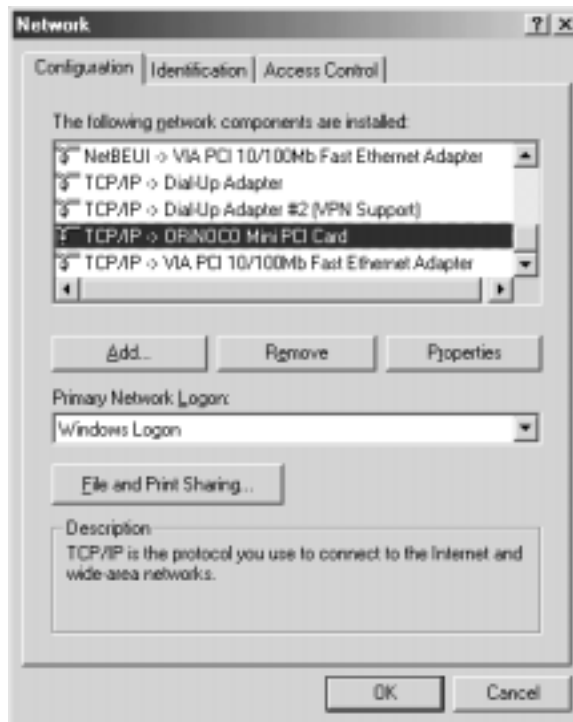 Network
Configuration Identification Access Control
The following network components are installed:
NetBEUI -> VIA PCI 10/100Mb Fast Ethernet Adapter
TCP/IP -> Dial-Up Adapter
TCP/IP -> Dial-Up Adapter #2 (VPN Support)
TCP/IP -> ORiNOCO Mini PCI Card
TCP/IP -> VIA PCI 10/100Mb Fast Ethernet Adapter
Add... Remove Properties
Primary Network Logon:
Windows Logon
File and Print Sharing...
Description
TCP/IP is the protocol you use to connect to the Internet and
wide-area networks.
OK Cancel